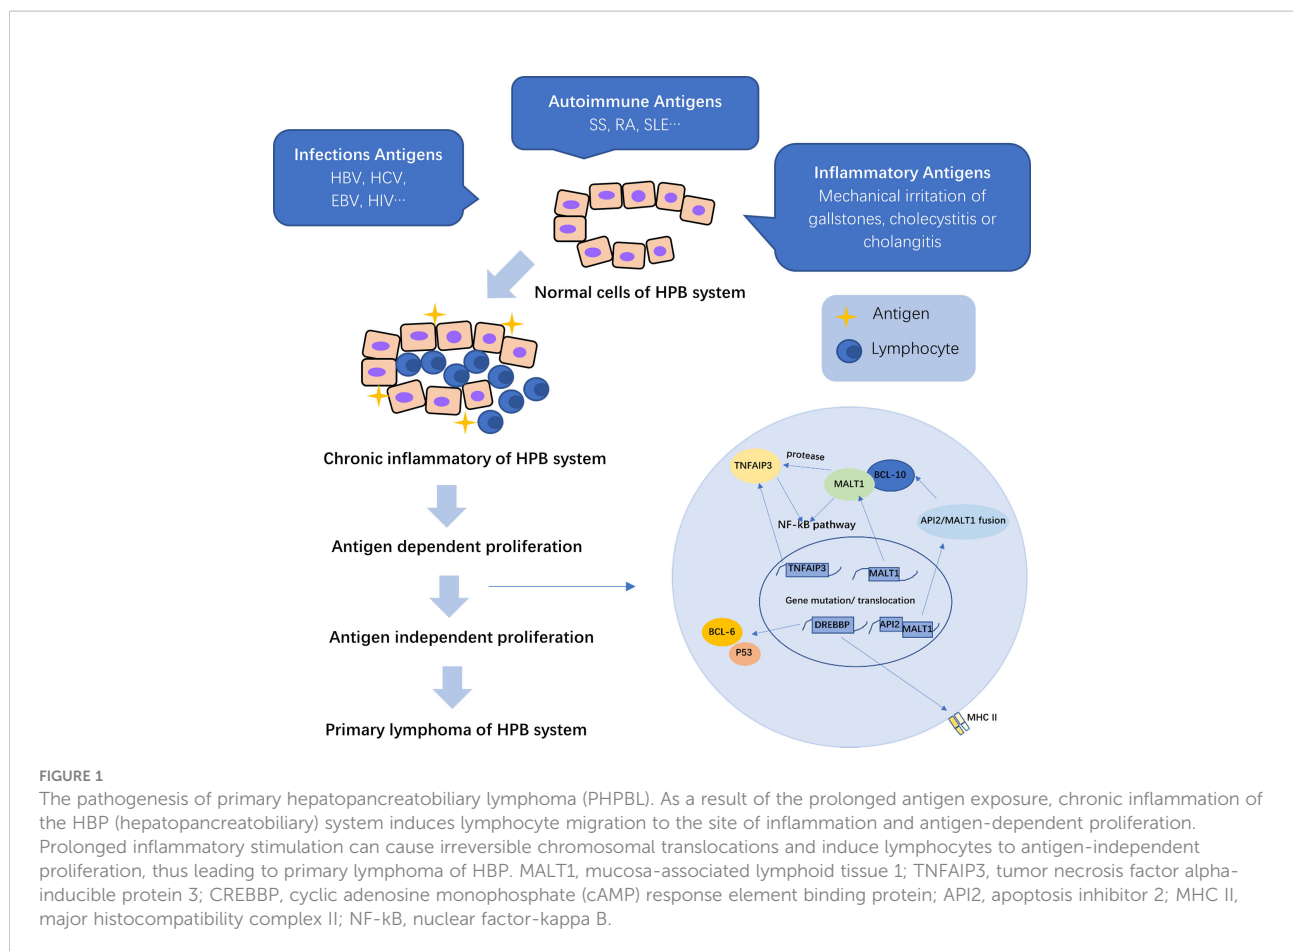 Autoimmune Antigens
SS, RA, SLE···
Infections Antigens
HBV, HCV,
EBV, HIV···
Inflammatory Antigens
Mechanical irritation of
gallstones, cholecystitis or
cholangitis
Normal cells of HPB system
Antigen
Lymphocyte
Chronic inflammatory of HPB system
Antigen dependent proliferation
Antigen independent proliferation
Primary lymphoma of HPB system
TNFAIP3
protease
MALT1
BCL-10
NF-kB pathway
API2/MALT1 fusion
TNFAIP3
MALT1
Gene mutation/ translocation
DREBBP
API2
MALT1
BCL-6
P53
MHC II
FIGURE 1
The pathogenesis of primary hepatopancreatobiliary lymphoma (PHPBL). As a result of the prolonged antigen exposure, chronic inflammation of
the HBP (hepatopancreatobiliary) system induces lymphocyte migration to the site of inflammation and antigen-dependent proliferation.
Prolonged inflammatory stimulation can cause irreversible chromosomal translocations and induce lymphocytes to antigen-independent
proliferation, thus leading to primary lymphoma of HBP. MALT1, mucosa-associated lymphoid tissue 1; TNFAIP3, tumor necrosis factor alpha-
inducible protein 3; CREBBP, cyclic adenosine monophosphate (cAMP) response element binding protein; API2, apoptosis inhibitor 2; MHC II,
major histocompatibility complex II; NF-kB, nuclear factor-kappa B.